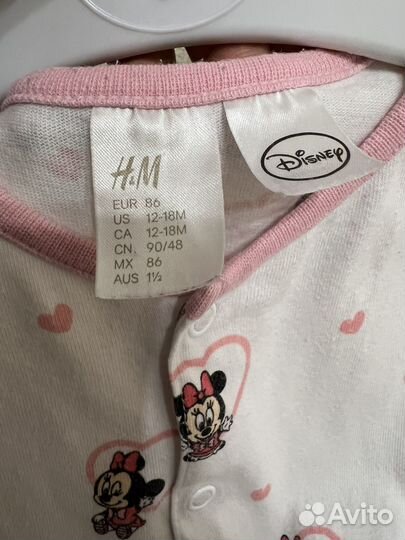 H&M
EUR 86
US 12-18M
CA 12-18M
CN 90/48
MX 86
AUS 1½
Disney
Avito